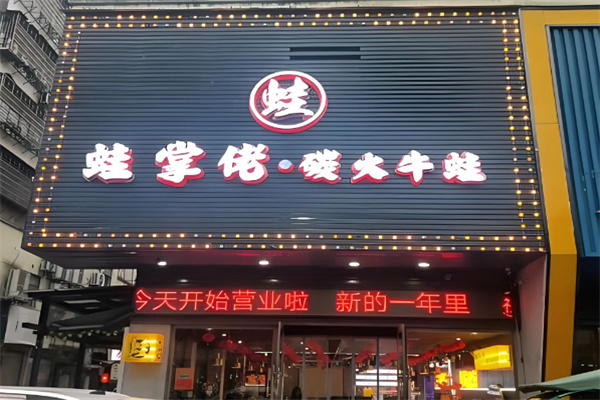 蛙
蛙掌佬·碳火牛蛙
今天开始营业啦 新的一年里